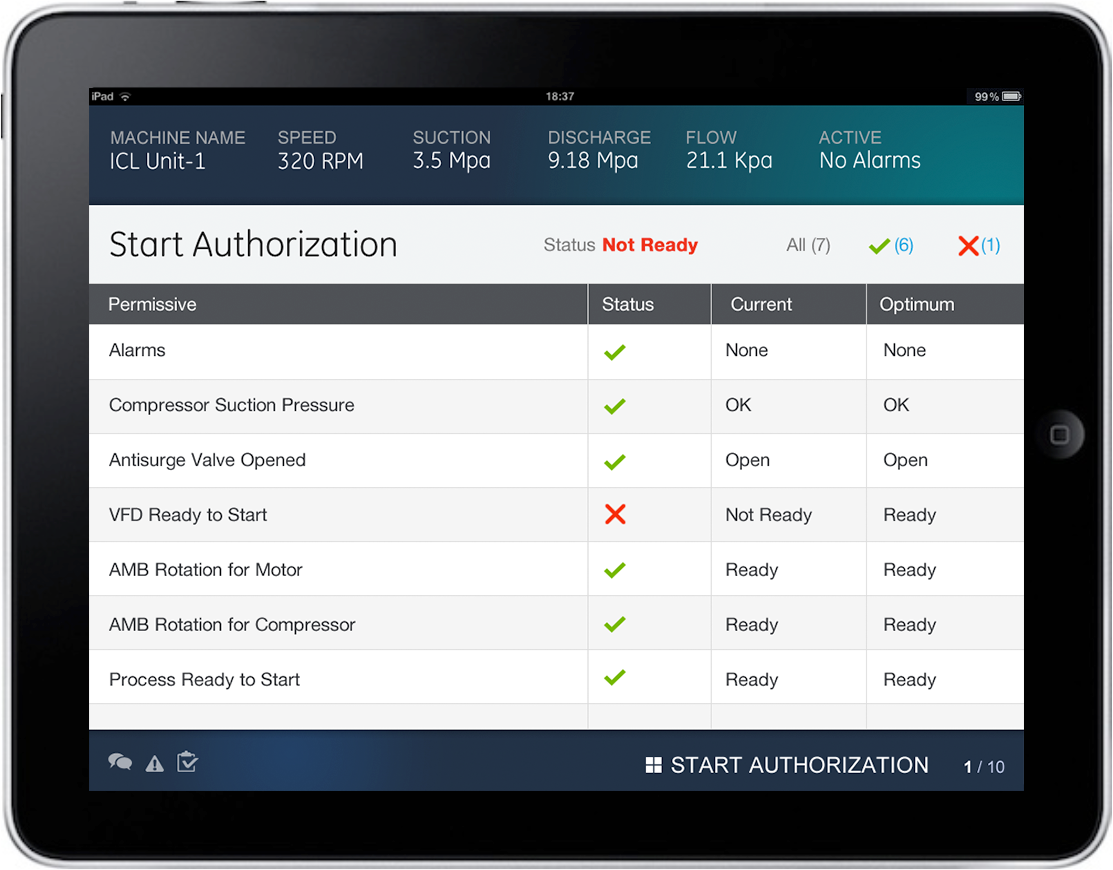 iPad 18:37 99%
MACHINE NAME SPEED SUCTION DISCHARGE FLOW ACTIVE
ICL Unit-1 320 RPM 3.5 Mpa 9.18 Mpa 21.1 Kpa No Alarms
Start Authorization Status Not Ready All (7) (6) (1)
Permissive Status Current Optimum
Alarms None None
Compressor Suction Pressure OK OK
Antisurge Valve Opened Open Open
VFD Ready to Start Not Ready Ready
AMB Rotation for Motor Ready Ready
AMB Rotation for Compressor Ready Ready
Process Ready to Start Ready Ready
START AUTHORIZATION 1 / 10